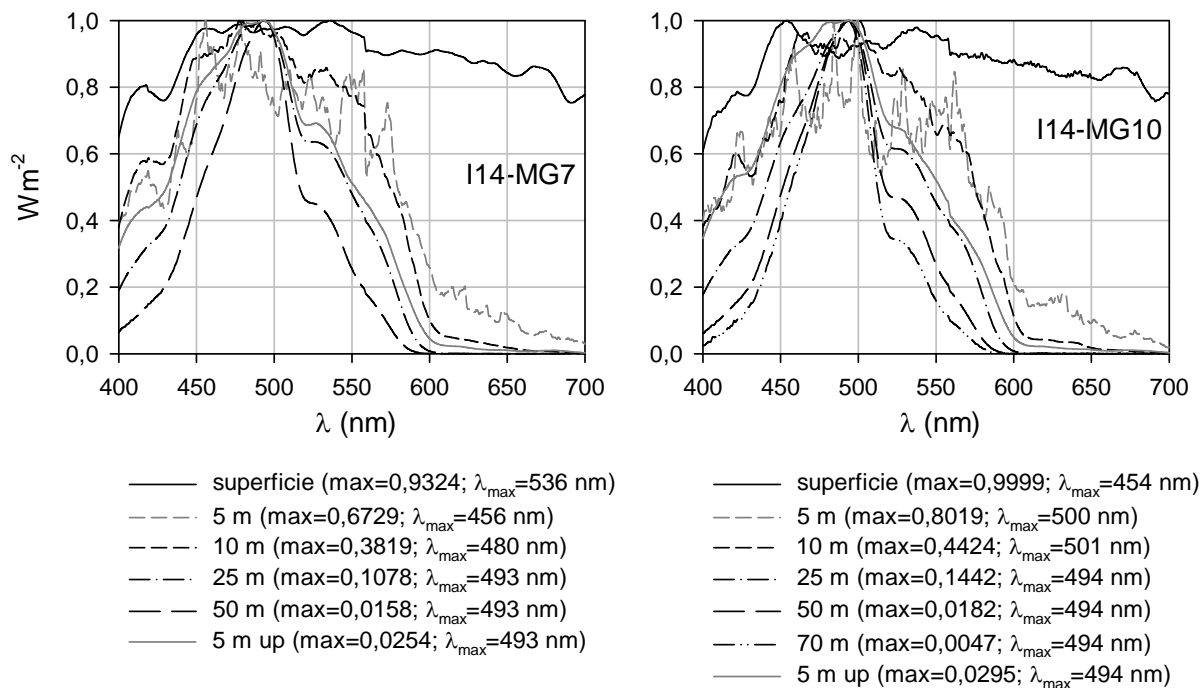 Wm-2
1,0
0,8
0,6
0,4
0,2
0,0
I14-MG7
400 450 500 550 600 650 700
λ (nm)
superficie (max=0,9324; λmax=536 nm)
5 m (max=0,6729; λmax=456 nm)
10 m (max=0,3819; λmax=480 nm)
25 m (max=0,1078; λmax=493 nm)
50 m (max=0,0158; λmax=493 nm)
5 m up (max=0,0254; λmax=493 nm)
1,0
0,8
0,6
0,4
0,2
0,0
I14-MG10
400 450 500 550 600 650 700
λ (nm)
superficie (max=0,9999; λmax=454 nm)
5 m (max=0,8019; λmax=500 nm)
10 m (max=0,4424; λmax=501 nm)
25 m (max=0,1442; λmax=494 nm)
50 m (max=0,0182; λmax=494 nm)
70 m (max=0,0047; λmax=494 nm)
5 m up (max=0,0295; λmax=494 nm)